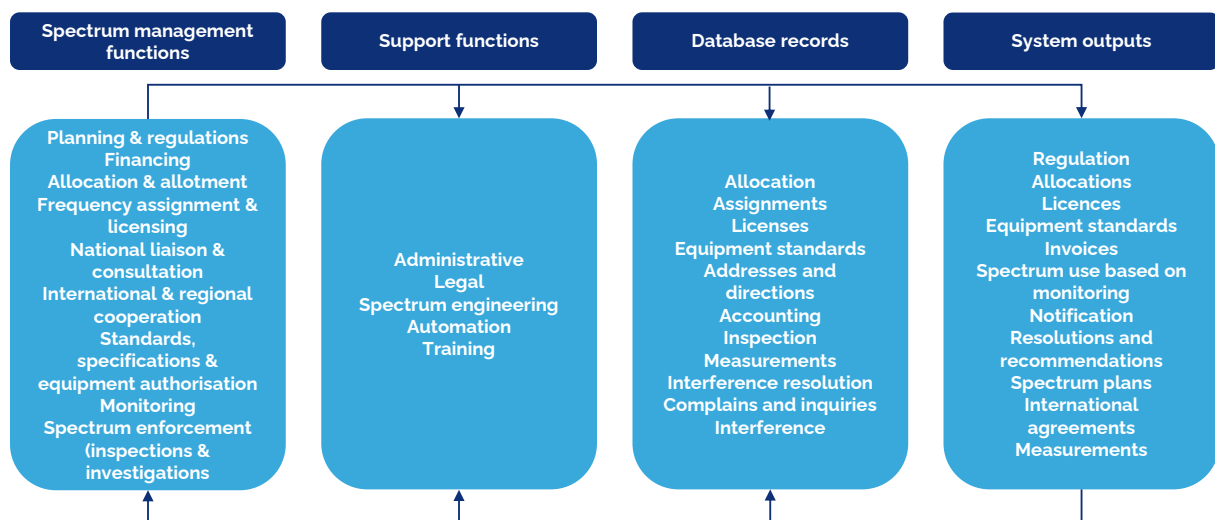 Spectrum management
functions
Support functions
Database records
System outputs
Planning & regulations
Financing
Allocation & allotment
Frequency assignment &
licensing
National liaison &
consultation
International & regional
cooperation
Standards,
specifications &
equipment authorisation
Monitoring
Spectrum enforcement
(inspections &
investigations
Administrative
Legal
Spectrum engineering
Automation
Training
Allocation
Assignments
Licenses
Equipment standards
Addresses and
directions
Accounting
Inspection
Measurements
Interference resolution
Complains and inquiries
Interference
Regulation
Allocations
Licences
Equipment standards
Invoices
Spectrum use based on
monitoring
Notification
Resolutions and
recommendations
Spectrum plans
International
agreements
Measurements